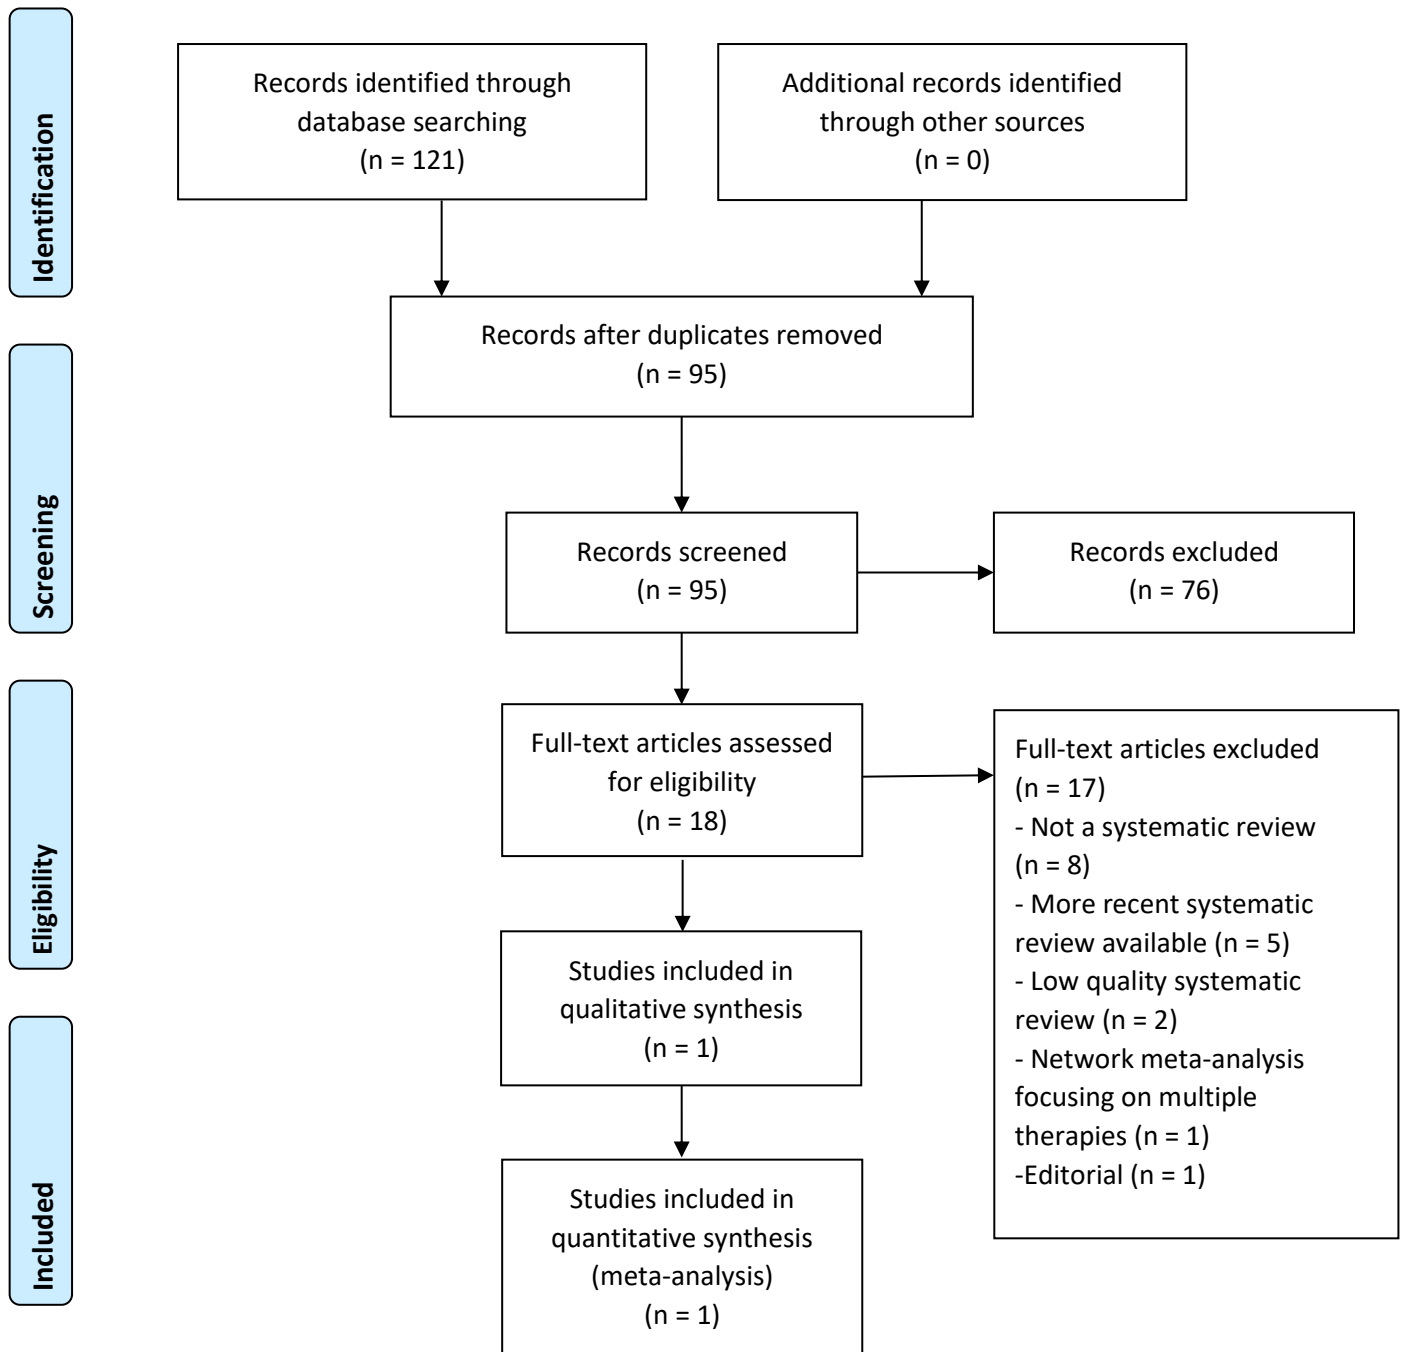 Identification
Records identified through
database searching
(n = 121)
Additional records identified
through other sources
(n = 0)
Records after duplicates removed
(n = 95)
Screening
Records screened
(n = 95)
Records excluded
(n = 76)
Eligibility
Full-text articles assessed
for eligibility
(n = 18)
Full-text articles excluded
(n = 17)
- Not a systematic review
(n = 8)
- More recent systematic
review available (n = 5)
- Low quality systematic
review (n = 2)
- Network meta-analysis
focusing on multiple
therapies (n = 1)
-Editorial (n = 1)
Studies included in
qualitative synthesis
(n = 1)
Included
Studies included in
quantitative synthesis
(meta-analysis)
(n = 1)